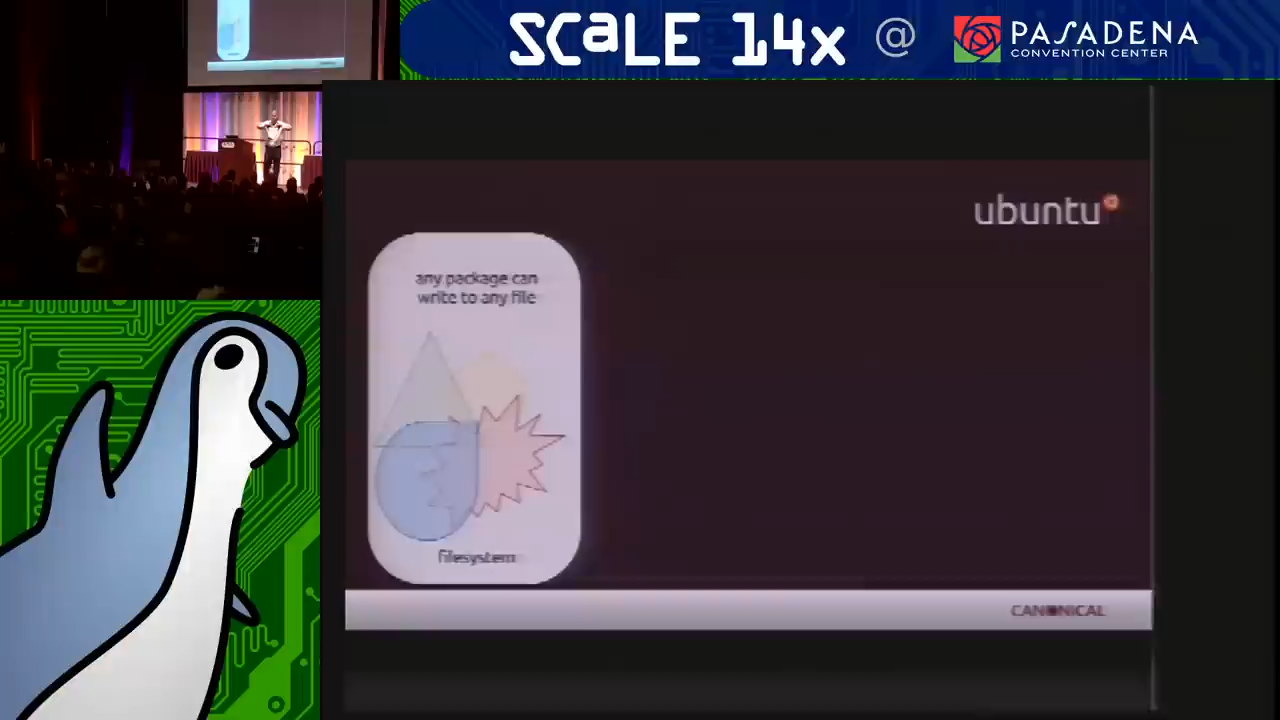 SCALE 14x @ PASADENA
CONVENTION CENTER
ubuntu
any package can
write to any file
filesystem
CANONICAL